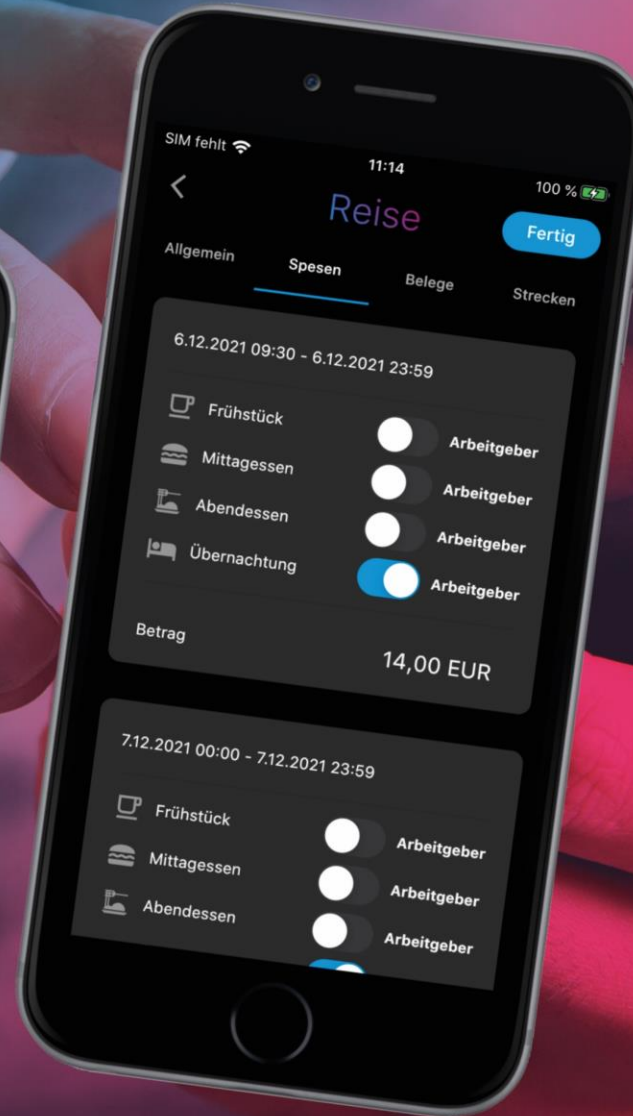 SIM fehlt 11:14 100 %
Reise Fertig
Allgemein Spesen Belege Strecken
6.12.2021 09:30 - 6.12.2021 23:59
Frühstück Arbeitgeber
Mittagessen Arbeitgeber
Abendessen Arbeitgeber
Übernachtung Arbeitgeber
Betrag 14,00 EUR
7.12.2021 00:00 - 7.12.2021 23:59
Frühstück Arbeitgeber
Mittagessen Arbeitgeber
Abendessen Arbeitgeber